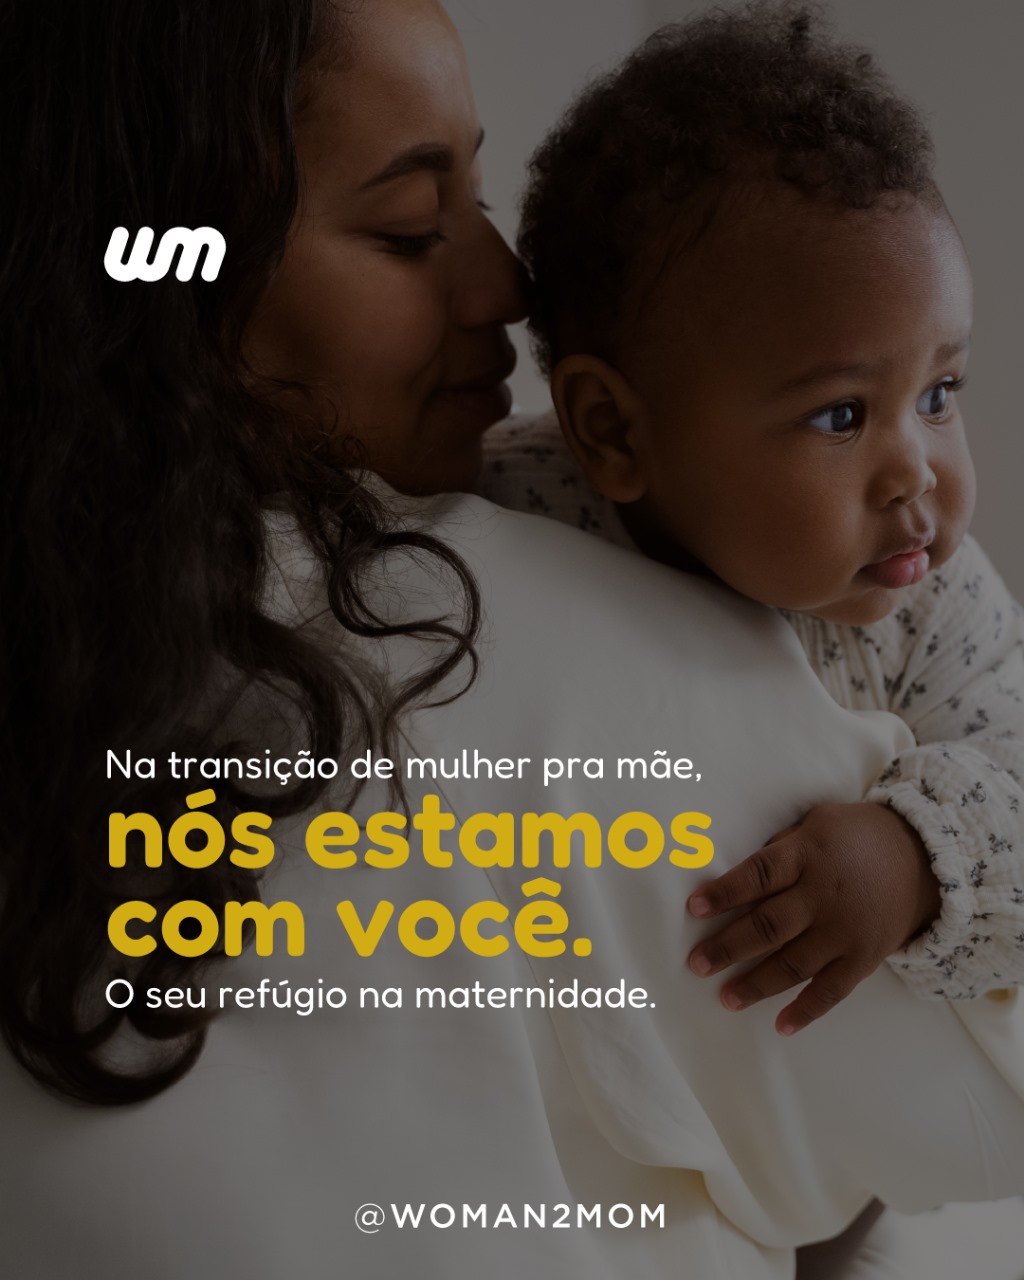 wm
Na transição de mulher pra mãe,
nós estamos
com você.
O seu refúgio na maternidade.
@WOMAN2MOM